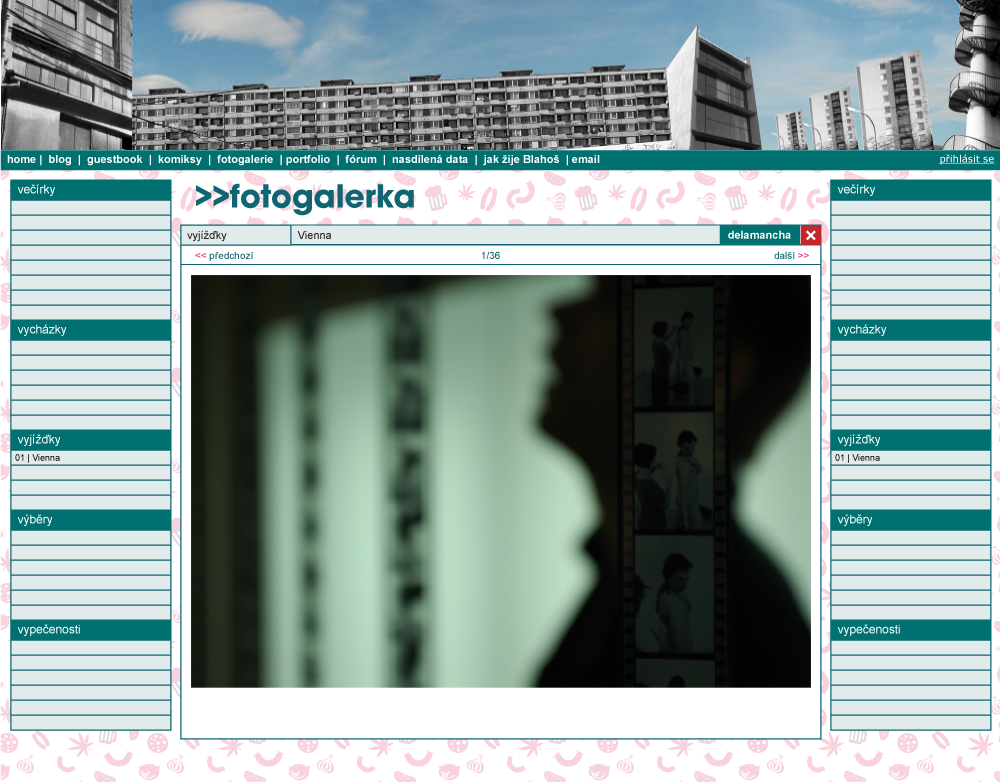 home | blog | guestbook | komiksy | fotogalerie | portfolio | fórum | nasdílená data | jak žije Blahoš | email
přihlásit se
večírky
vycházky
vyjížďky
01 | Vienna
výběry
vypečenosti
>>fotogalerka
vyjížďky Vienna delamancha
<< předchozí 1/36 další >>
večírky
vycházky
vyjížďky
01 | Vienna
výběry
vypečenosti